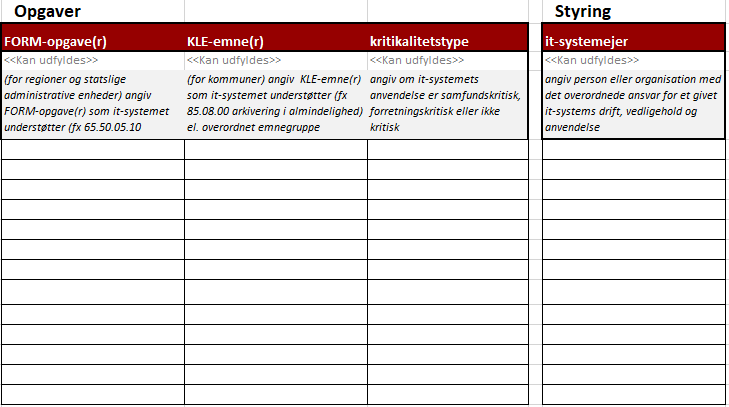 Opgaver
Styring
FORM-opgave(r)
KLE-emne(r)
kritikalitetstype
it-systemejer
<<Kan udfyldes>>
<<Kan udfyldes>>
<<Kan udfyldes>>
<<Kan udfyldes>>
(for regioner og statslige
administrative enheder) angiv
FORM-opgave(r) som it-systemet
understøtter (fx 65.50.05.10
(for kommuner) angiv  KLE-emne(r)
som it-systemet understøtter (fx
85.08.00 arkivering i almindelighed)
el. overordnet emnegruppe
angiv om it-systemets
anvendelse er samfundskritisk,
forretningskritisk eller ikke
kritisk
angiv person eller organisation med
det overordnede ansvar for et givet
it-systems drift, vedligehold og
anvendelse